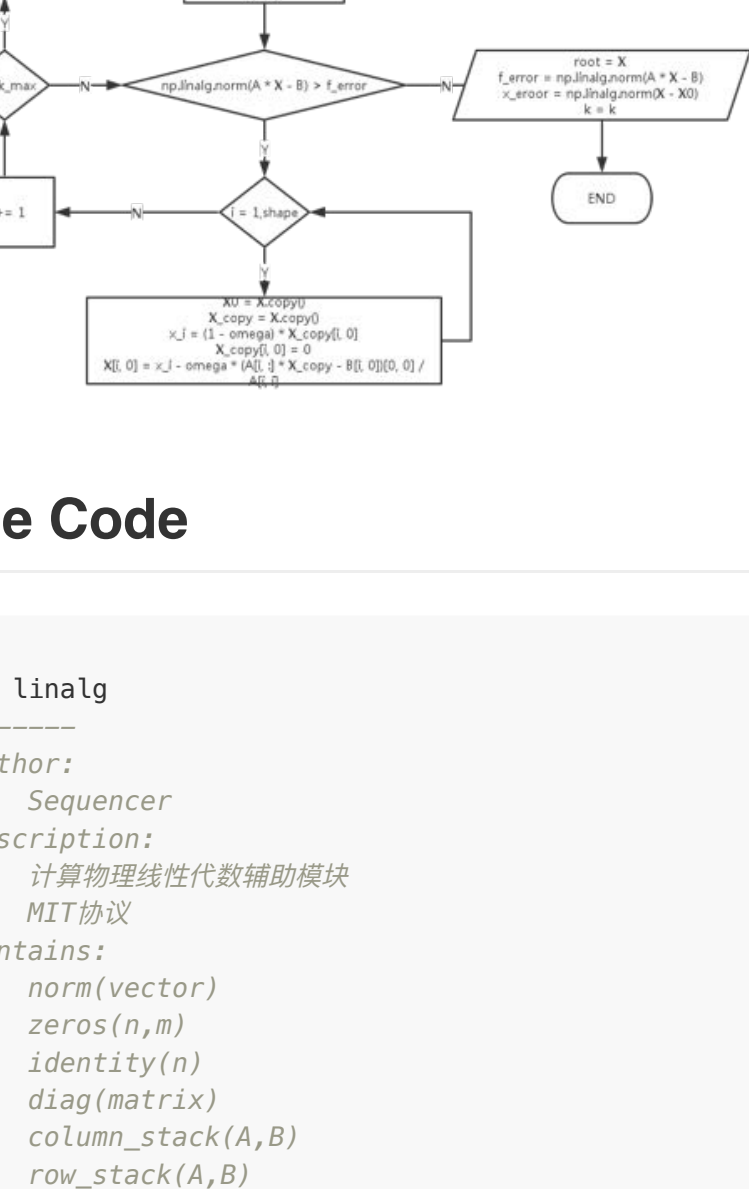 Y
k_max
N
np.linalg.norm(A * X - B) > f_error
N
root = X
f_error = np.linalg.norm(A * X - B)
x_eroor = np.linalg.norm(X - X0)
k = k
Y
+= 1
N
i = 1,shape
END
Y
X0 = X.copy()
X_copy = X.copy()
x_i = (1 - omega) * X_copy[i, 0]
X_copy[i, 0] = 0
X[i, 0] = x_i - omega * (A[i, :] * X_copy - B[i, 0])[0, 0] /
A[i, i]
e Code
linalg
-----
thor:
Sequencer
scription:
计算物理线性代数辅助模块
MIT协议
ntains:
norm(vector)
zeros(n,m)
identity(n)
diag(matrix)
column_stack(A,B)
row_stack(A,B)